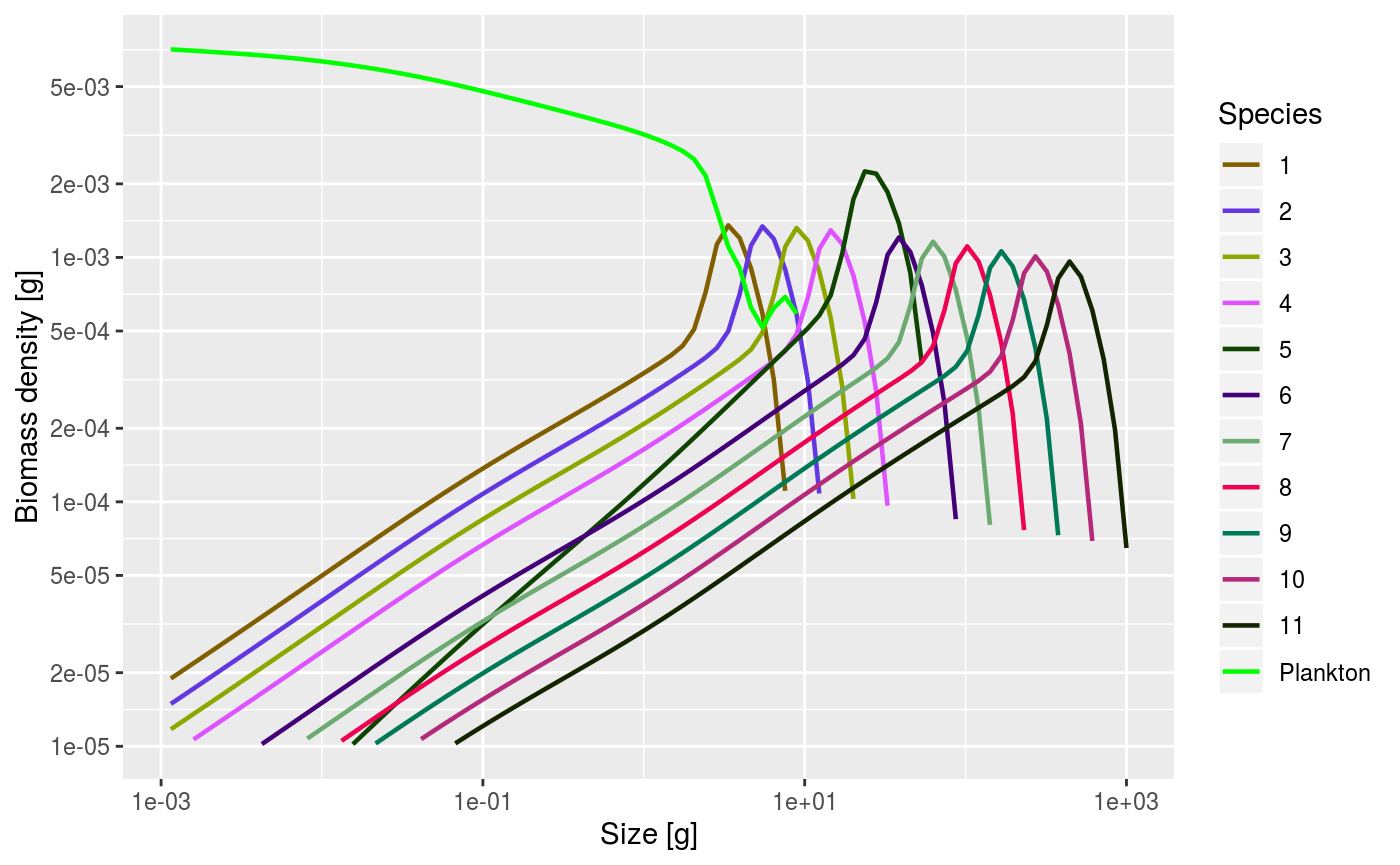 Biomass density [g]
5e-03
2e-03
1e-03
5e-04
2e-04
1e-04
5e-05
2e-05
1e-05
1e-03
1e-01
1e+01
1e+03
Size [g]
Species
1
2
3
4
5
6
7
8
9
10
11
Plankton